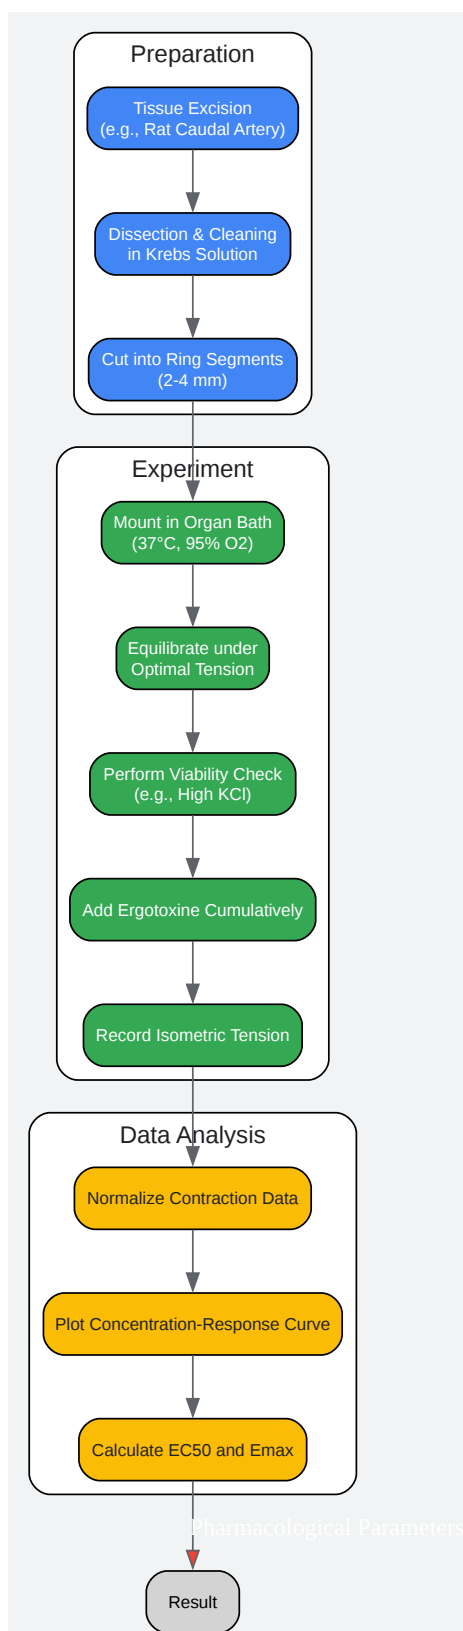 Preparation
Tissue Excision
(e.g., Rat Caudal Artery)
Dissection & Cleaning
in Krebs Solution
Cut into Ring Segments
(2-4 mm)
Experiment
Mount in Organ Bath
(37°C, 95% O2)
Equilibrate under
Optimal Tension
Perform Viability Check
(e.g., High KCl)
Add Ergotoxine Cumulatively
Record Isometric Tension
Data Analysis
Normalize Contraction Data
Plot Concentration-Response Curve
Calculate EC50 and Emax
Pharmacological Parameters
Result